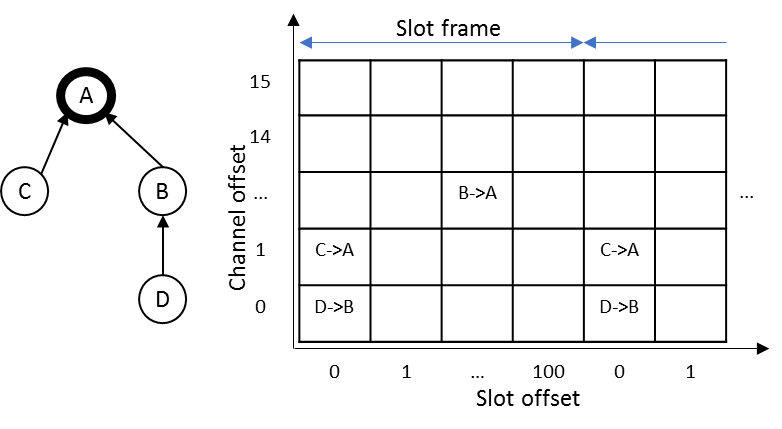 Slot frame
A
C
B
D
Channel offset
15
14
...
1
0
B->A
...
C->A
C->A
D->B
D->B
0
1
...
100
0
1
Slot offset